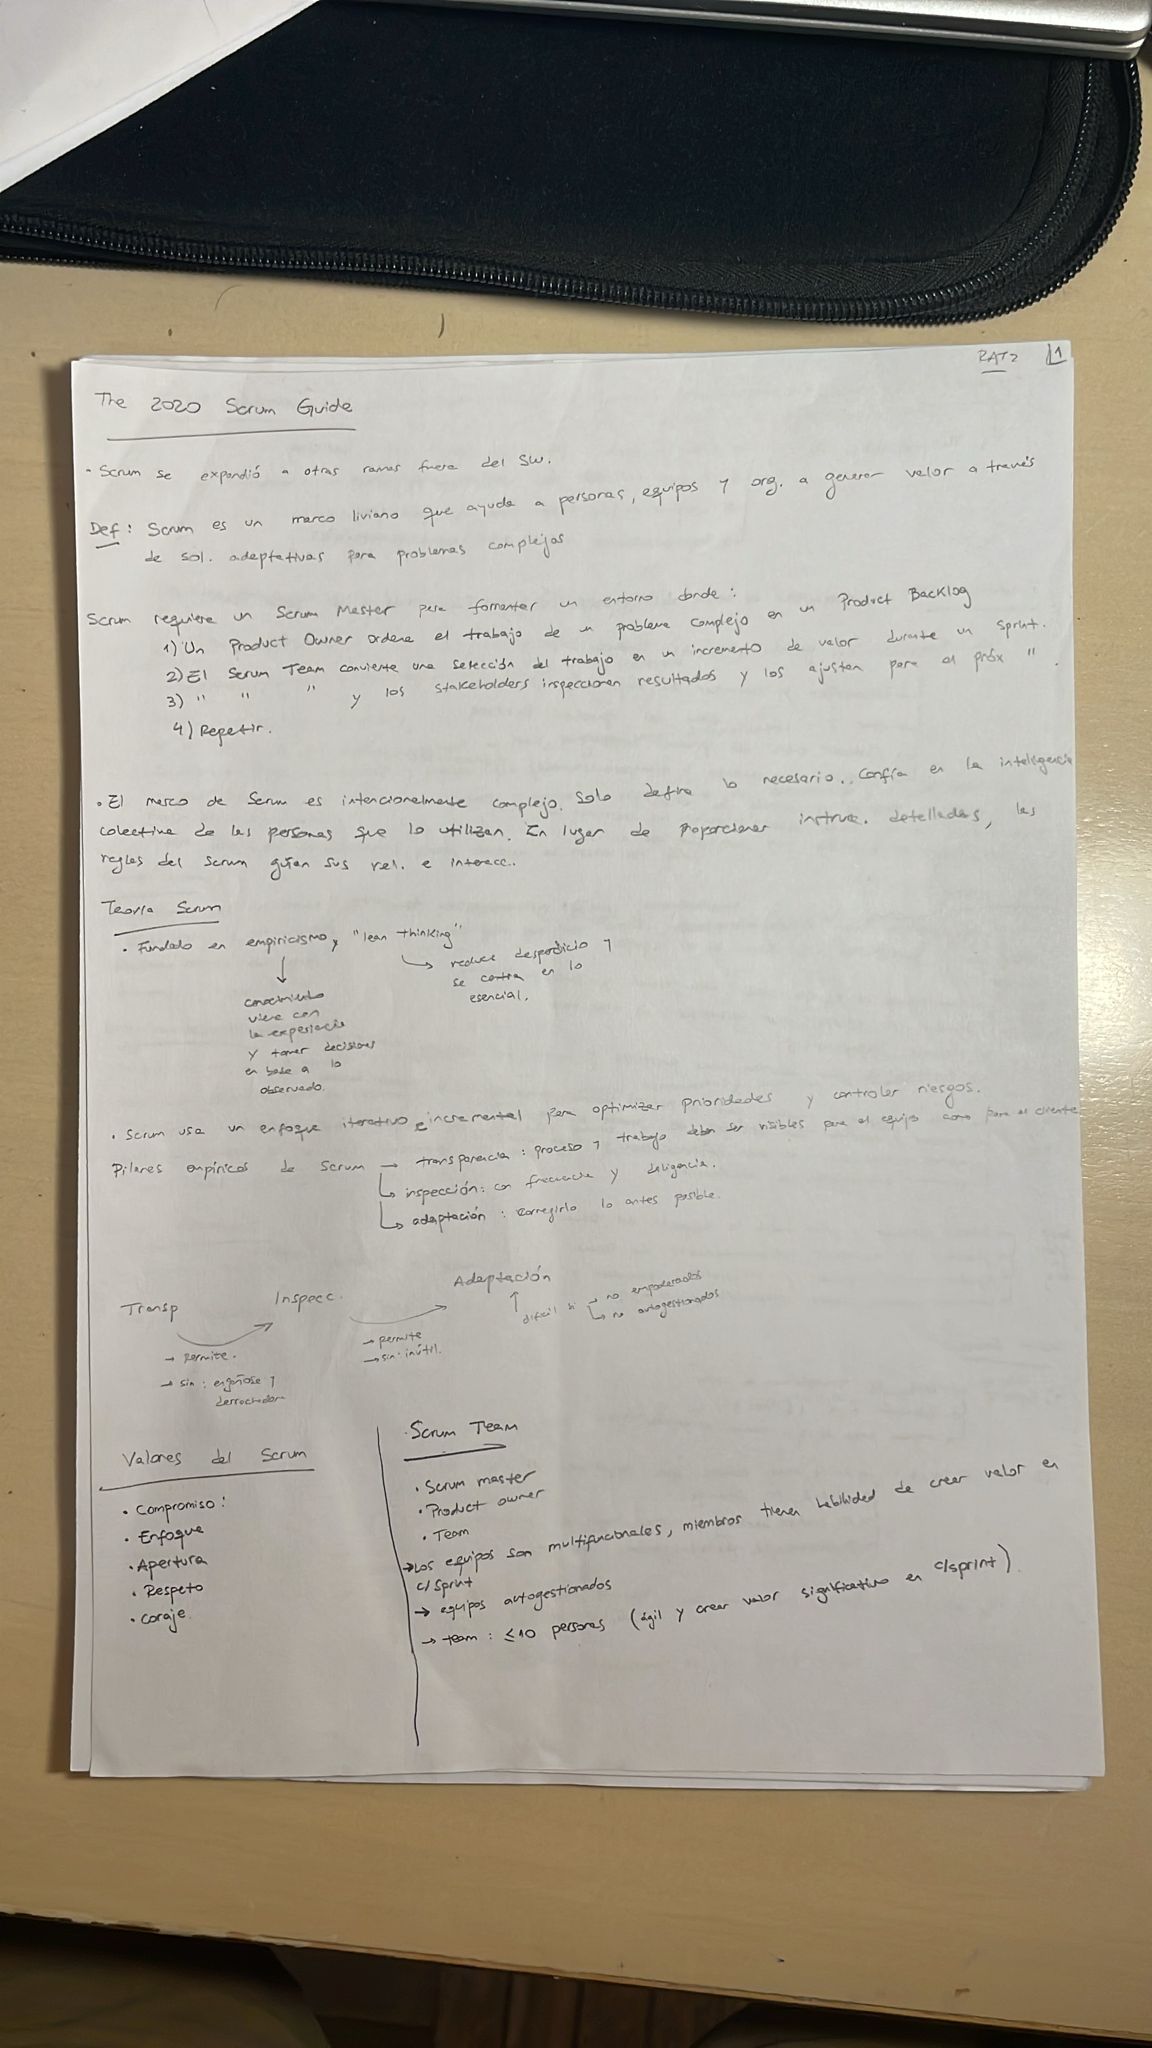 RAT2 1
The 2020 Scrum Guide
• Scrum se expandió a otras ramas fuera del SW.
Def: Scrum es un marco liviano que ayuda a personas, equipos y org. a generar valor a través
de sol. adaptativas para problemas complejos
Scrum requiere un Scrum Master para fomentar un entorno donde:
1) Un Product Owner ordena el trabajo de un problema complejo en un Product Backlog
2) El Scrum Team convierte una selección del trabajo en un incremento de valor durante un Sprint.
3) " " " y los stakeholders inspeccionan resultados y los ajustan para el próx " .
4) Repetir.
• El marco de Scrum es intencionalmente complejo. Solo define lo necesario. Confía en la inteligencia
colectiva de las personas que lo utilizan. En lugar de proporcionar instruc. detalladas, las
reglas del Scrum guían sus rel. e interacc..
Teoría Scrum
• Fundado en empiricismo y "lean thinking"
reduce desperdicio y
se centra en lo
esencial.
conocimiento
viene con
la experiencia
y tomar decisiones
en base a lo
observado.
• Scrum usa un enfoque iterativo e incremental para optimizar prioridades y controlar riesgos.
Pilares empíricos de Scrum → transparencia: proceso y trabajo deben ser visibles para el equipo como para el cliente
↳ inspección: con frecuencia y diligencia.
↳ adaptación: corregirlo lo antes posible.
Transp Inspecc. Adaptación
↑ difícil si → no empoderados
↳ no autogestionados
→ permite.
→ sin: engañose y
derrochador
→ permite
→ sin: inútil.
Valores del Scrum
• Compromiso:
• Enfoque
• Apertura
• Respeto
• Coraje.
• Scrum Team
• Scrum master
• Product owner
• Team
→ Los equipos son multifuncionales, miembros tienen habilidad de crear valor en
c/ Sprint
→ equipos autogestionados
→ team: ≤10 personas (ágil y crear valor significativo en c/sprint)